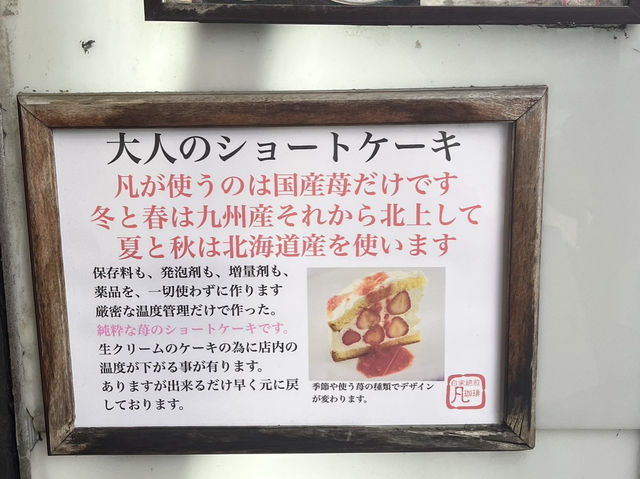 大人のショートケーキ
凡が使うのは国産苺だけです
冬と春は九州産それから北上して
夏と秋は北海道産を使います
保存料も、発泡剤も、増量剤も、
薬品を、一切使わずに作ります
厳密な温度管理だけで作った。
純粋な苺のショートケーキです。
生クリームのケーキの為に店内の
温度が下がる事が有ります。
ありますが出来るだけ早く元に戻
しております。
季節や使う苺の種類でデザイン
が変わります。
自家焙煎
凡珈琲